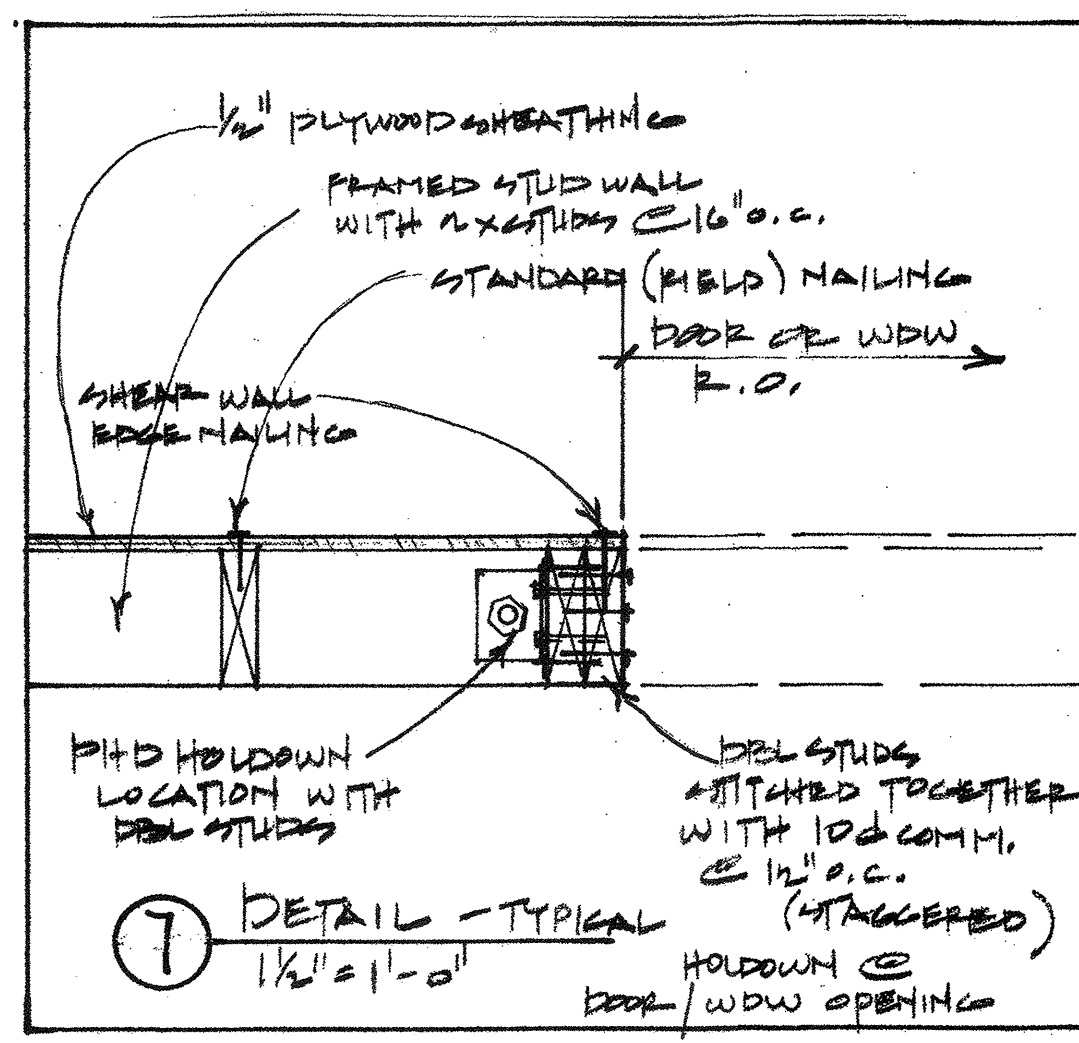 1/2" PLYWOOD SHEATHING
FRAMED STUD WALL
WITH 2X STUDS @ 16" O.C.
STANDARD (FIELD) NAILING
DOOR OR WDW
R.O.
SHEAR WALL
EDGE NAILING
PHD HOLDOWN
LOCATION WITH
DBL STUDS
DBL STUDS
STITCHED TOGETHER
WITH 10d COMM.
@ 12" O.C.
(STAGGERED)
7
DETAIL - TYPICAL
1 1/2" = 1'-0"
HOLDOWN @
DOOR/WDW OPENING